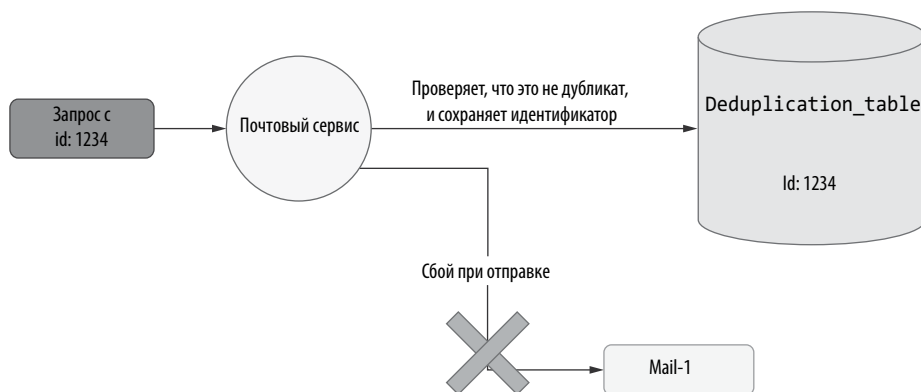 Запрос с
id: 1234
Почтовый сервис
Проверяет, что это не дубликат,
и сохраняет идентификатор
Deduplication_table
Id: 1234
Сбой при отправке
Mail-1